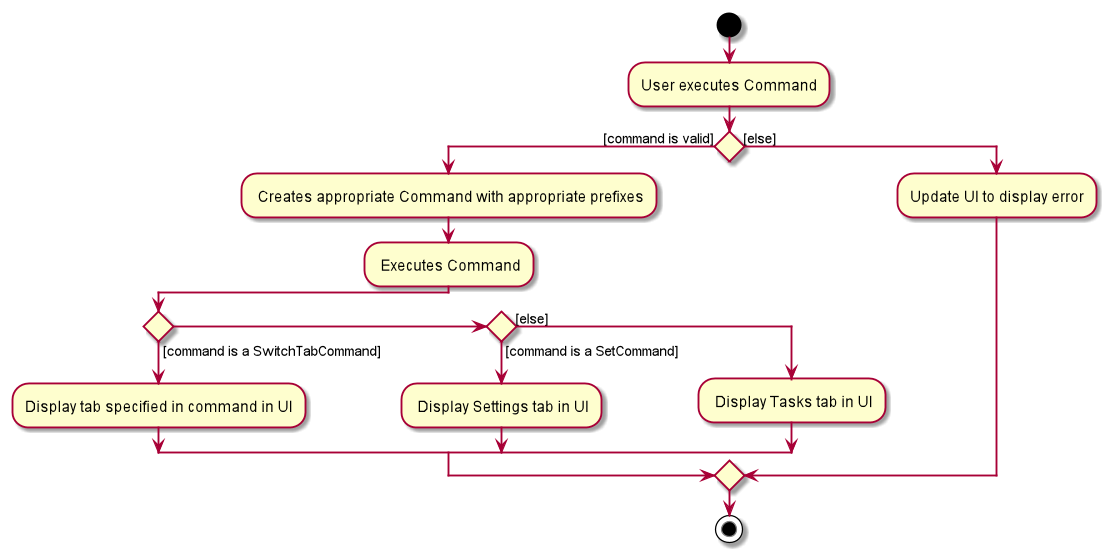 User executes Command
[command is valid]
[else]
Creates appropriate Command with appropriate prefixes
Update UI to display error
Executes Command
[else]
[command is a SwitchTabCommand]
[command is a SetCommand]
Display tab specified in command in UI
Display Settings tab in UI
Display Tasks tab in UI